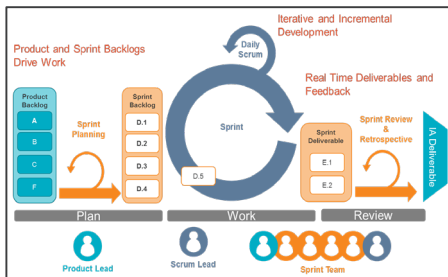 Iterative and Incremental
Development
Product and Sprint Backlogs
Drive Work
Daily
Scrum
Real Time Deliverables and
Feedback
Product
Backlog
A
B
C
F
Sprint
Planning
Sprint
Backlog
D.1
D.2
D.3
D.4
Sprint
D.5
Sprint
Deliverable
E.1
E.2
Sprint Review
&
Retrospective
IA Deliverable
Plan
Work
Review
Product Lead
Scrum Lead
Sprint Team